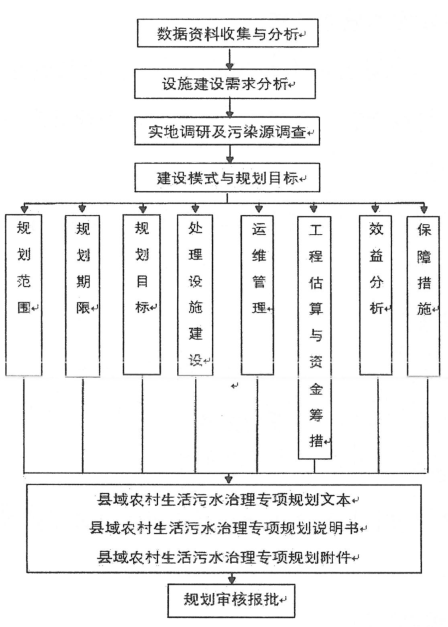 数据资料收集与分析
设施建设需求分析
实地调研及污染源调查
建设模式与规划目标
规划范围
规划期限
规划目标
处理设施建设
运维管理
工程估算与资金筹措
效益分析
保障措施
县域农村生活污水治理专项规划文本
县域农村生活污水治理专项规划说明书
县域农村生活污水治理专项规划附件
规划审核报批